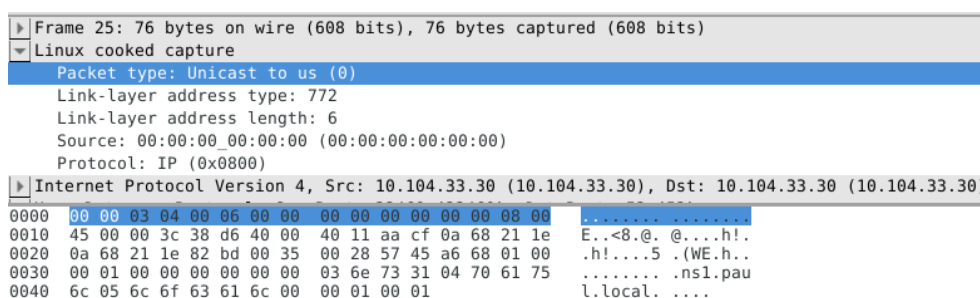 Frame 25: 76 bytes on wire (608 bits), 76 bytes captured (608 bits)
Linux cooked capture
Packet type: Unicast to us (0)
Link-layer address type: 772
Link-layer address length: 6
Source: 00:00:00_00:00:00 (00:00:00:00:00:00)
Protocol: IP (0x0800)
Internet Protocol Version 4, Src: 10.104.33.30 (10.104.33.30), Dst: 10.104.33.30 (10.104.33.30)
0000 00 00 03 04 00 06 00 00 00 00 00 00 00 00 08 00 ........ ........
0010 45 00 00 3c 38 d6 40 00 40 11 aa cf 0a 68 21 1e E..<8.@. @....h!.
0020 0a 68 21 1e 82 bd 00 35 00 28 57 45 a6 68 01 00 .h!....5 .(WE.h..
0030 00 01 00 00 00 00 00 00 03 6e 73 31 04 70 61 75 ........ .ns1.pau
0040 6c 05 6c 6f 63 61 6c 00 00 01 00 01 l.local. ....